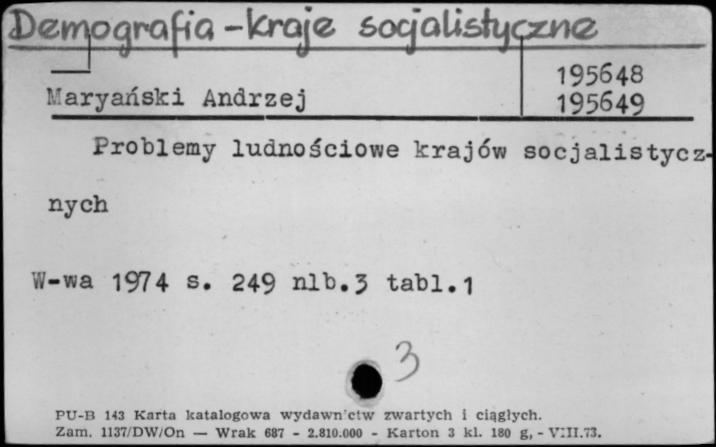 Demografia - kraje socjalistyczne
195648
Maryański Andrzej 195649
Problemy ludnościowe krajów socjalistycz-
nych
W-wa 1974 s. 249 nlb.3 tabl.1
3
PU-B 143 Karta katalogowa wydawnictw zwartych i ciągłych.
Zam. 1137/DW/On — Wrak 687 - 2.810.000 - Karton 3 kl. 180 g, - VIII.73.